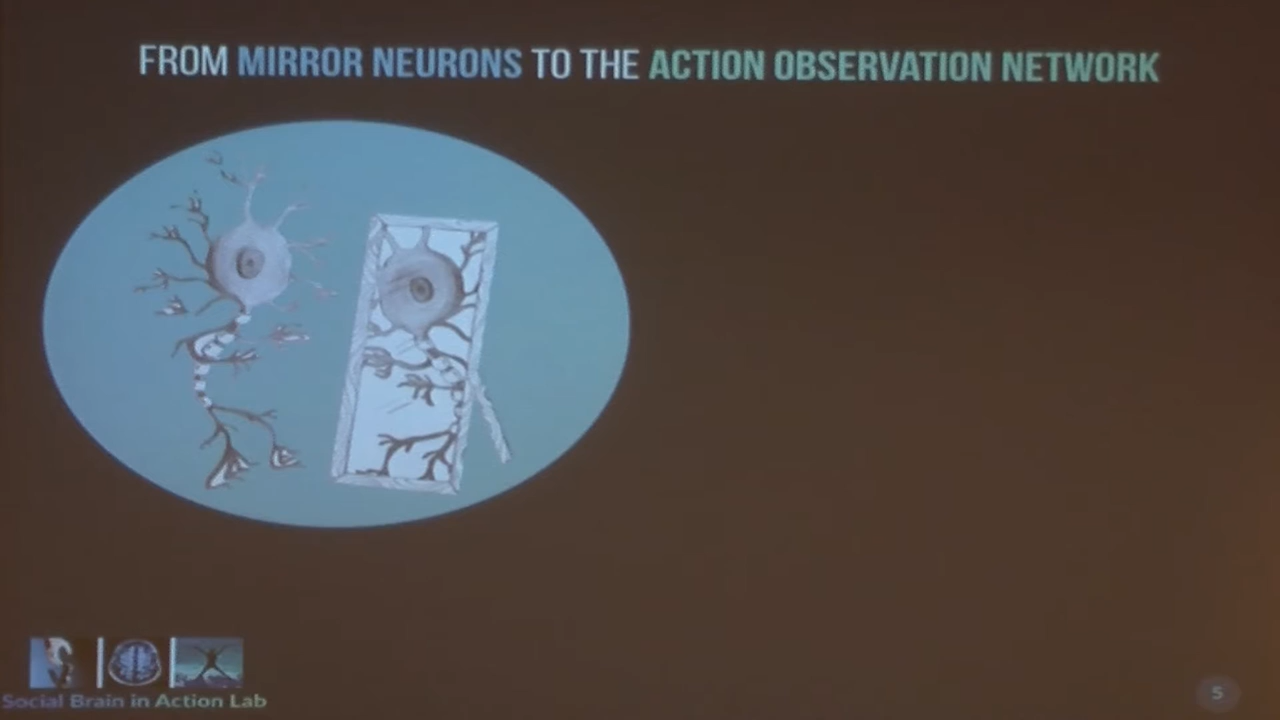 FROM MIRROR NEURONS TO THE ACTION OBSERVATION NETWORK
Social Brain in Action Lab
5